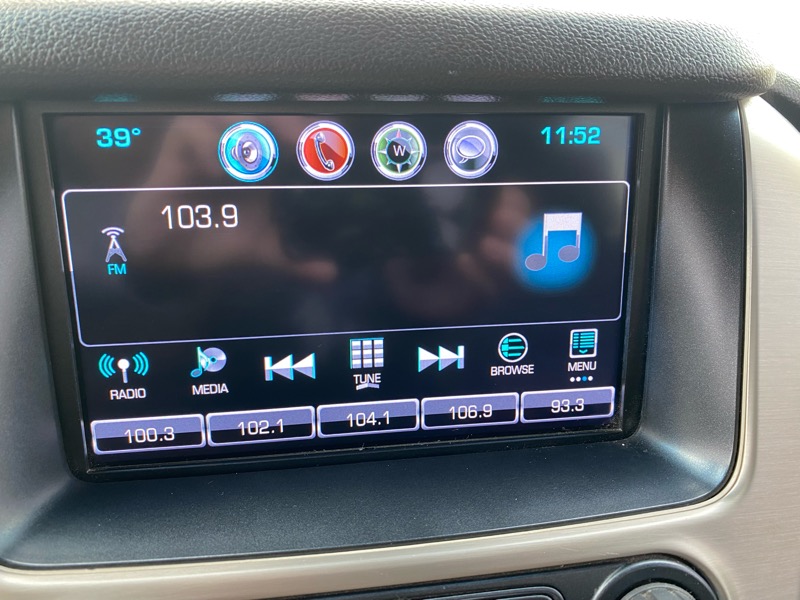 39°
W
11:52
103.9
FM
RADIO
MEDIA
TUNE
BROWSE
MENU
100.3
102.1
104.1
106.9
93.3